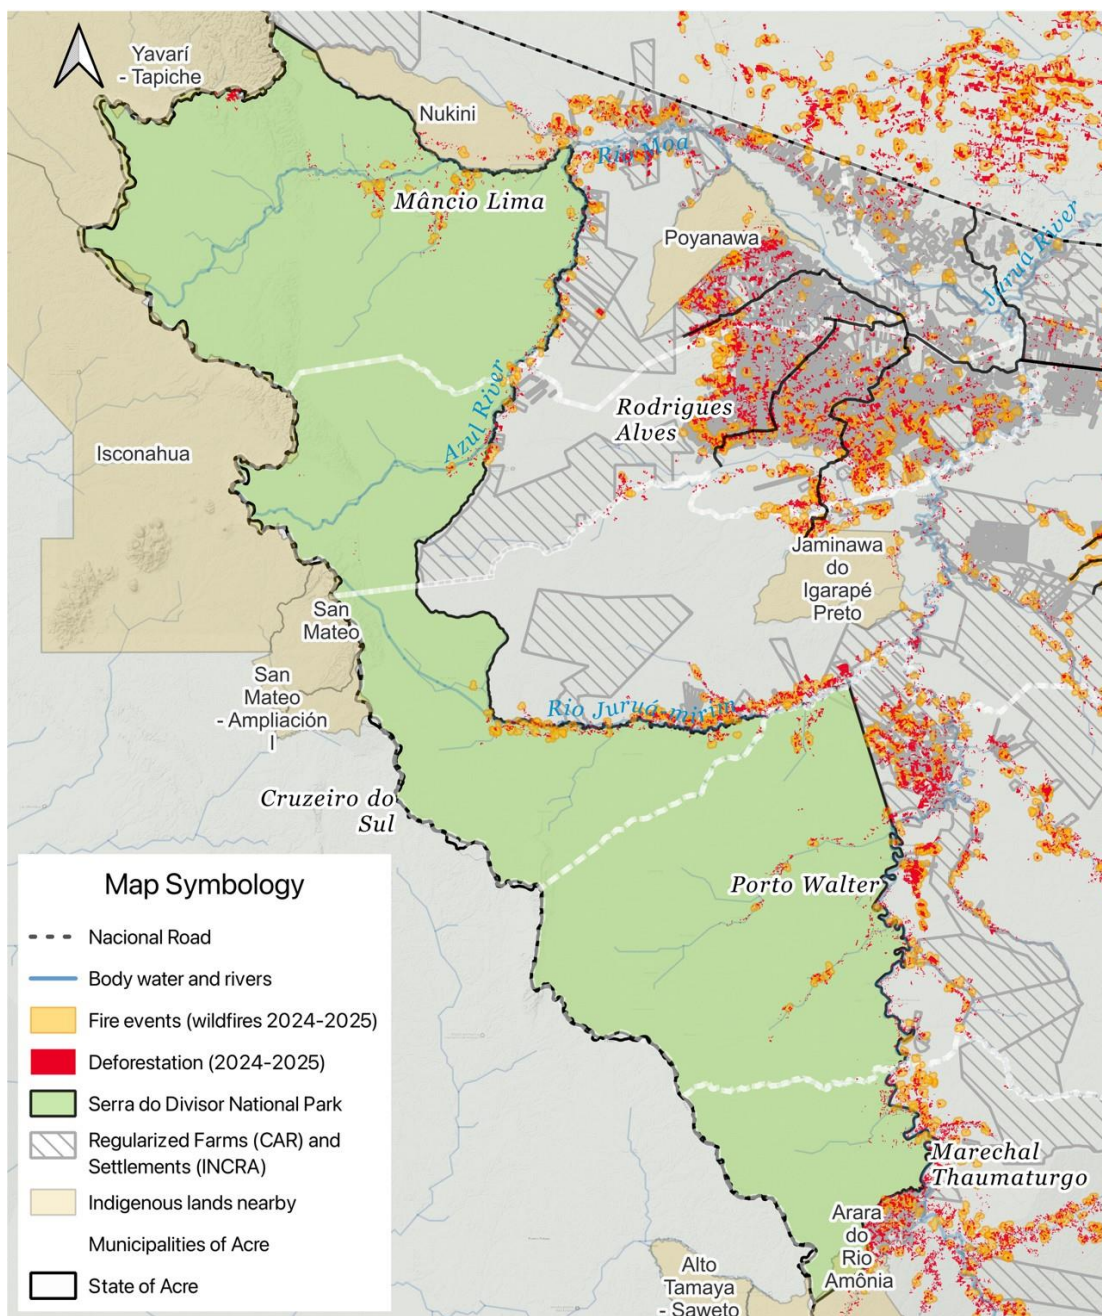 Yavarí
- Tapiche
Nukini
Rio Moa
Mâncio Lima
Poyanawa
Juruá River
Azul River
Rodrigues
Alves
Isconahua
Jaminawa
do
Igarapé
Preto
San
Mateo
San
Mateo
- Ampliación
I
Rio Juruá-mirim
Cruzeiro do
Sul
Porto Walter
Marechal
Thaumaturgo
Arara
do
Rio
Amônia
Alto
Tamaya
- Saweto
Map Symbology
Nacional Road
Body water and rivers
Fire events (wildfires 2024-2025)
Deforestation (2024-2025)
Serra do Divisor National Park
Regularized Farms (CAR) and
Settlements (INCRA)
Indigenous lands nearby
Municipalities of Acre
State of Acre